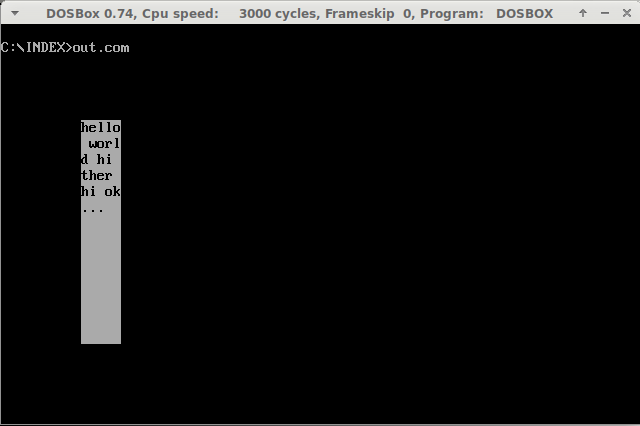 DOSBox 0.74, Cpu speed:    3000 cycles, Frameskip  0, Program:   DOSBOX
C:\INDEX>out.com
hello
 worl
d hi
ther
hi ok
...